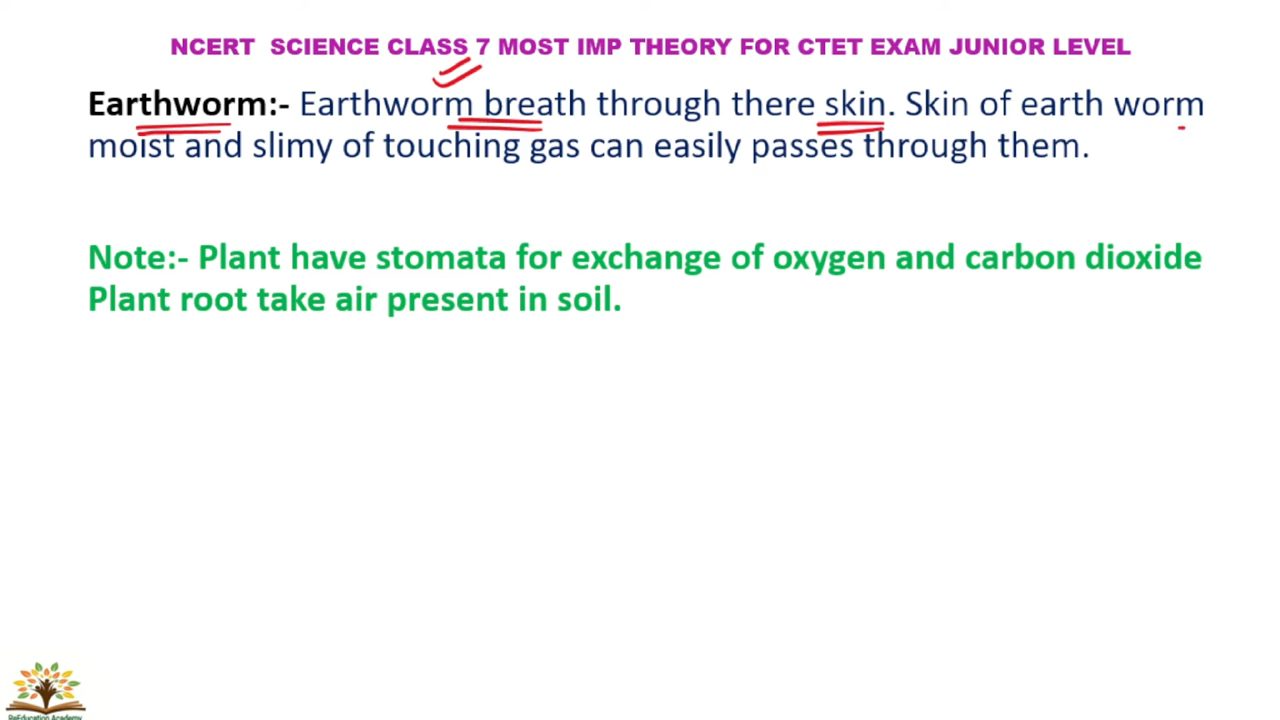 NCERT SCIENCE CLASS 7 MOST IMP THEORY FOR CTET EXAM JUNIOR LEVEL
Earthworm:- Earthworm breath through there skin. Skin of earth worm
moist and slimy of touching gas can easily passes through them.
Note:- Plant have stomata for exchange of oxygen and carbon dioxide
Plant root take air present in soil.